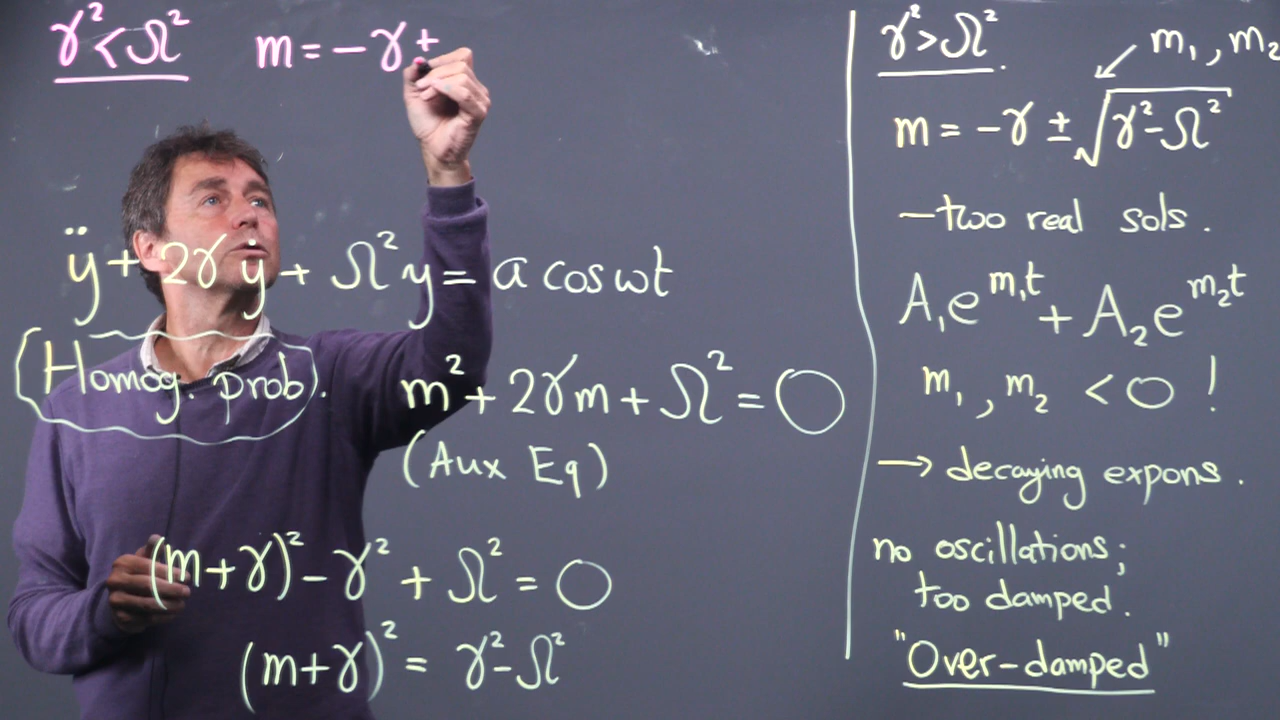 γ² < Ω²   m = −γ ±
ÿ + 2γẏ + Ω²y = a cos ωt
(Homog. prob).
m² + 2γm + Ω² = 0
(Aux Eq)
(m+γ)² − γ² + Ω² = 0
(m+γ)² = γ² − Ω²
γ² > Ω².
m₁, m₂
m = −γ ± √(γ² − Ω²)
– two real sols.
A₁e^{m₁t} + A₂e^{m₂t}
m₁, m₂ < 0 !
→ decaying expons.
no oscillations;
too damped.
"Over-damped"